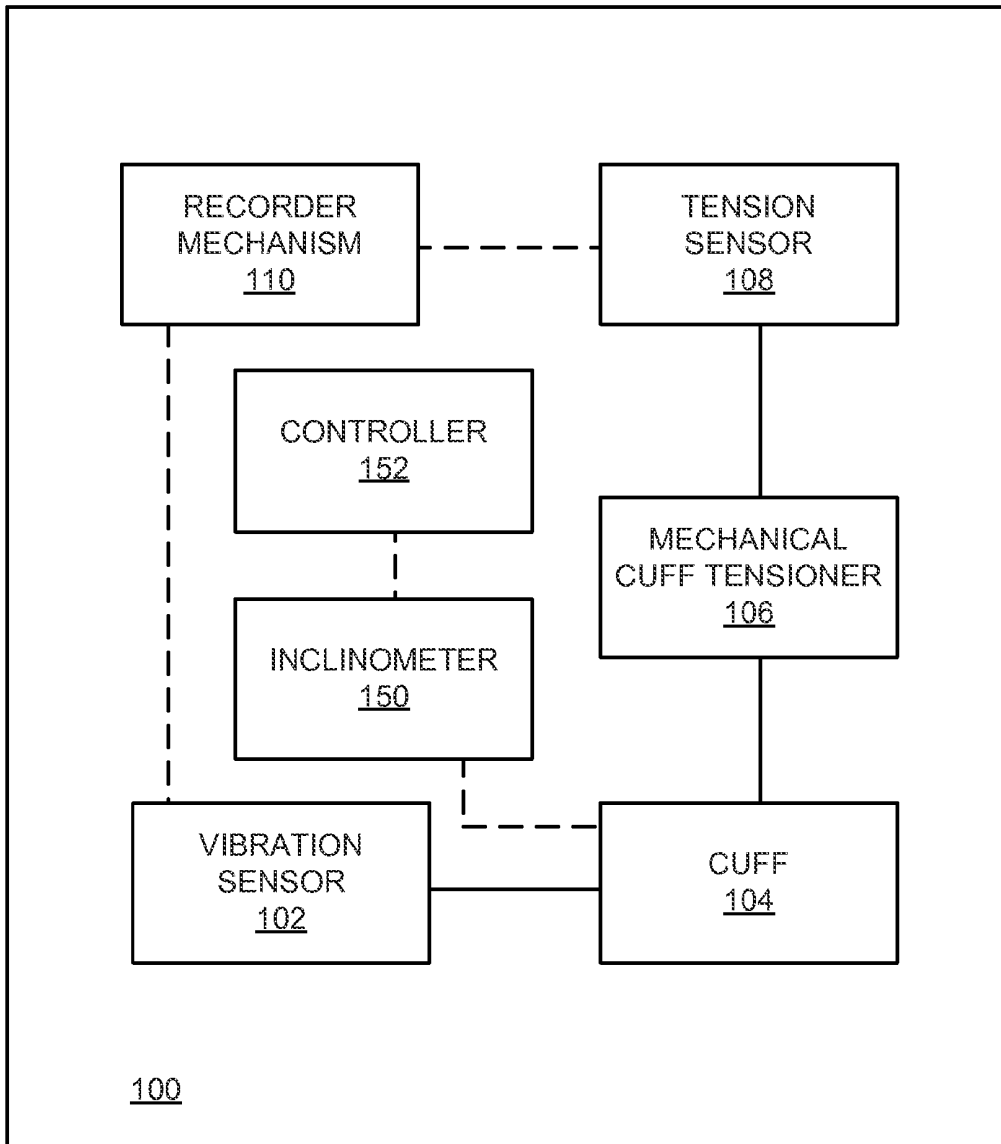 RECORDER
MECHANISM
110
TENSION
SENSOR
108
CONTROLLER
152
MECHANICAL
CUFF TENSIONER
106
INCLINOMETER
150
VIBRATION
SENSOR
102
CUFF
104
100